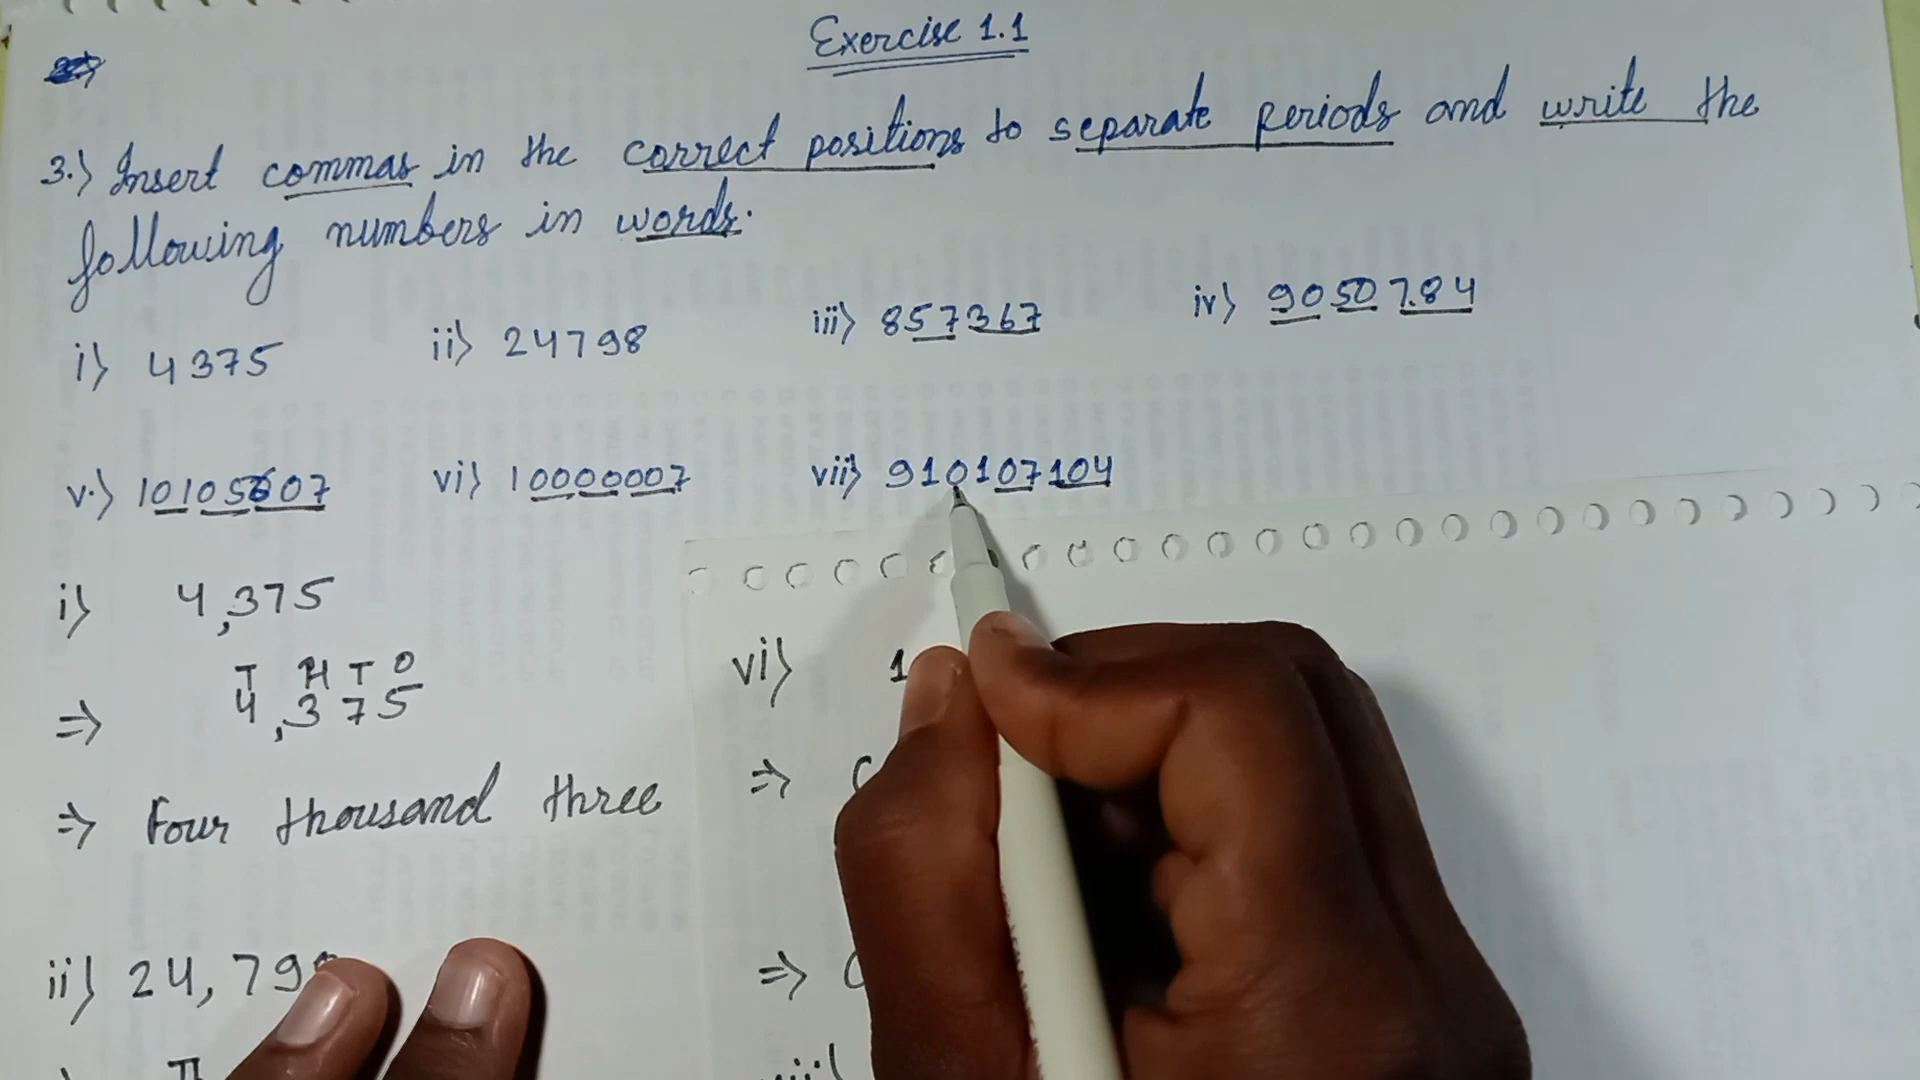 Exercise 1.1
3.) Insert commas in the correct positions to separate periods and write the
following numbers in words.
i) 4375 ii) 24798 iii) 857367 iv) 9050784
v.) 10105607 vi) 10000007 vii) 910107104
i) 4,375
T H T O
=> 4,375
=> Four thousand three
ii) 24,79
vi) 1
=>
=>